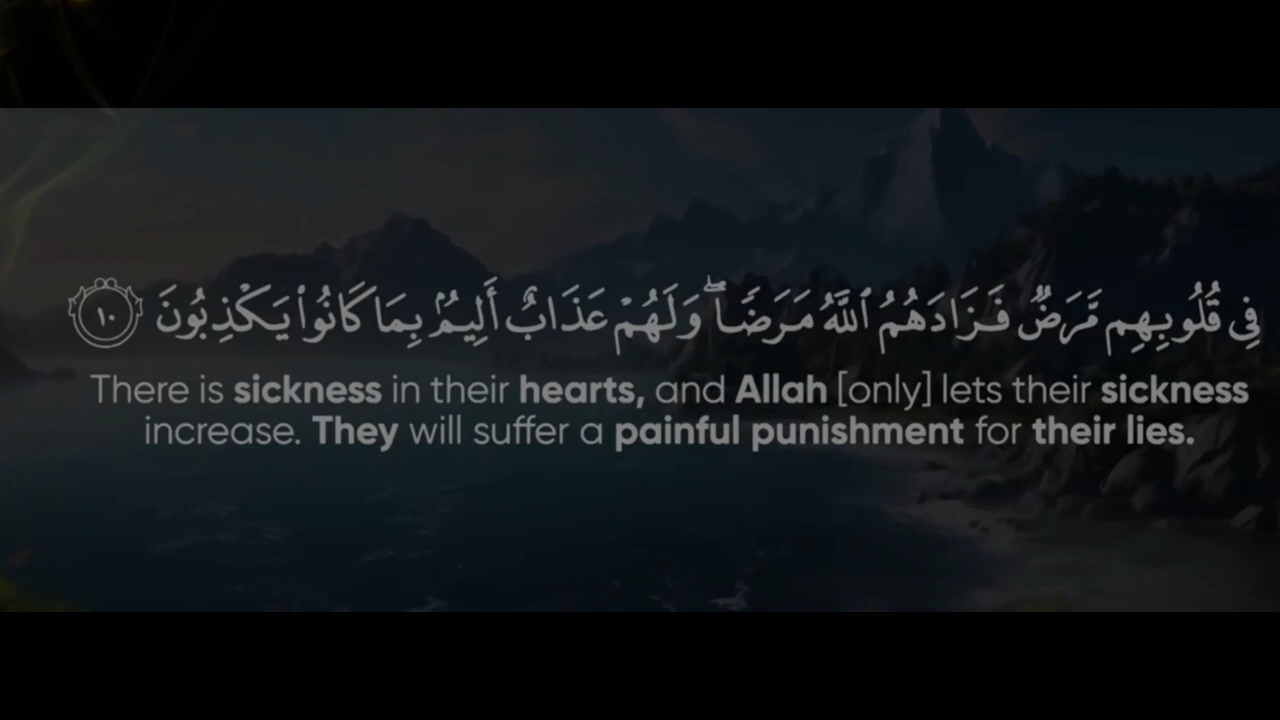 فِى قُلُوبِهِم مَّرَضٌ فَزَادَهُمُ ٱللَّهُ مَرَضًاۖ وَلَهُمْ عَذَابٌ أَلِيمٌۢ بِمَا كَانُوا۟ يَكْذِبُونَ ١٠
There is sickness in their hearts, and Allah [only] lets their sickness
increase. They will suffer a painful punishment for their lies.